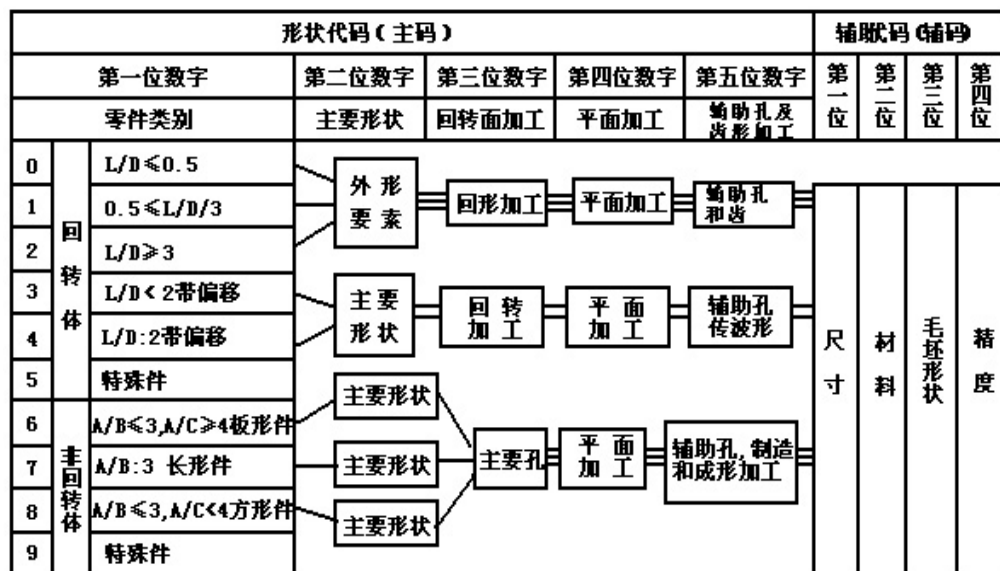 形状代码(主码) 辅助代码(辅码)
第一位数字 第二位数字 第三位数字 第四位数字 第五位数字 第一位 第二位 第三位 第四位
零件类别 主要形状 回转面加工 平面加工 辅助孔及
齿形加工
回转体
0 L/D≤0.5
1 0.5≤L/D/3
2 L/D≥3
3 L/D<2带偏移
4 L/D:2带偏移
5 特殊件
非回转体
6 A/B≤3,A/C≥4板形件
7 A/B:3 长形件
8 A/B≤3,A/C<4方形件
9 特殊件
外形
要素
回形加工
平面加工
辅助孔
和齿
主要
形状
回转
加工
平面
加工
辅助孔
传波形
主要形状
主要形状
主要形状
主要孔
平面
加工
辅助孔,制造
和成形加工
尺寸
材料
毛坯形状
精度